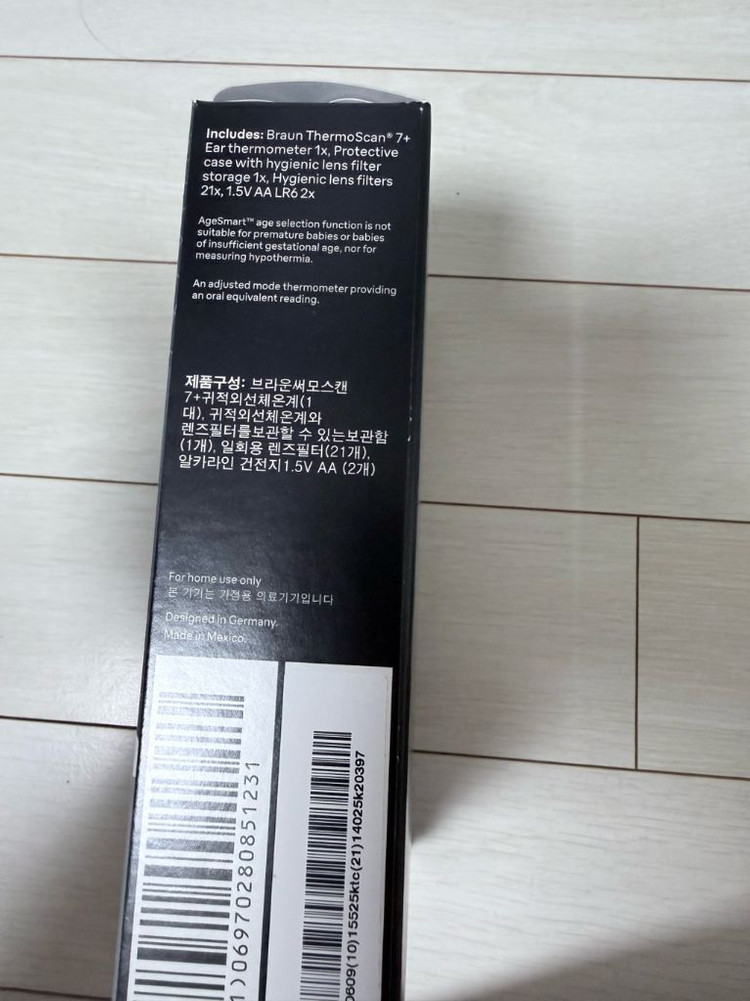 Includes: Braun ThermoScan® 7+
Ear thermometer 1x, Protective
case with hygienic lens filter
storage 1x, Hygienic lens filters
21x, 1.5V AA LR6 2x
AgeSmart™ age selection function is not
suitable for premature babies or babies
of insufficient gestational age, nor for
measuring hypothermia.
An adjusted mode thermometer providing
an oral equivalent reading.
제품구성: 브라운써모스캔
7+귀적외선체온계(1
대), 귀적외선체온계와
렌즈필터를보관할 수 있는보관함
(1개), 일회용 렌즈필터(21개),
알카라인 건전지1.5V AA (2개)
For home use only
본 기기는 가정용 의료기기입니다
Designed in Germany.
Made in Mexico.
1)06970280851231
0609(10)15525ktc(21)14025k20397